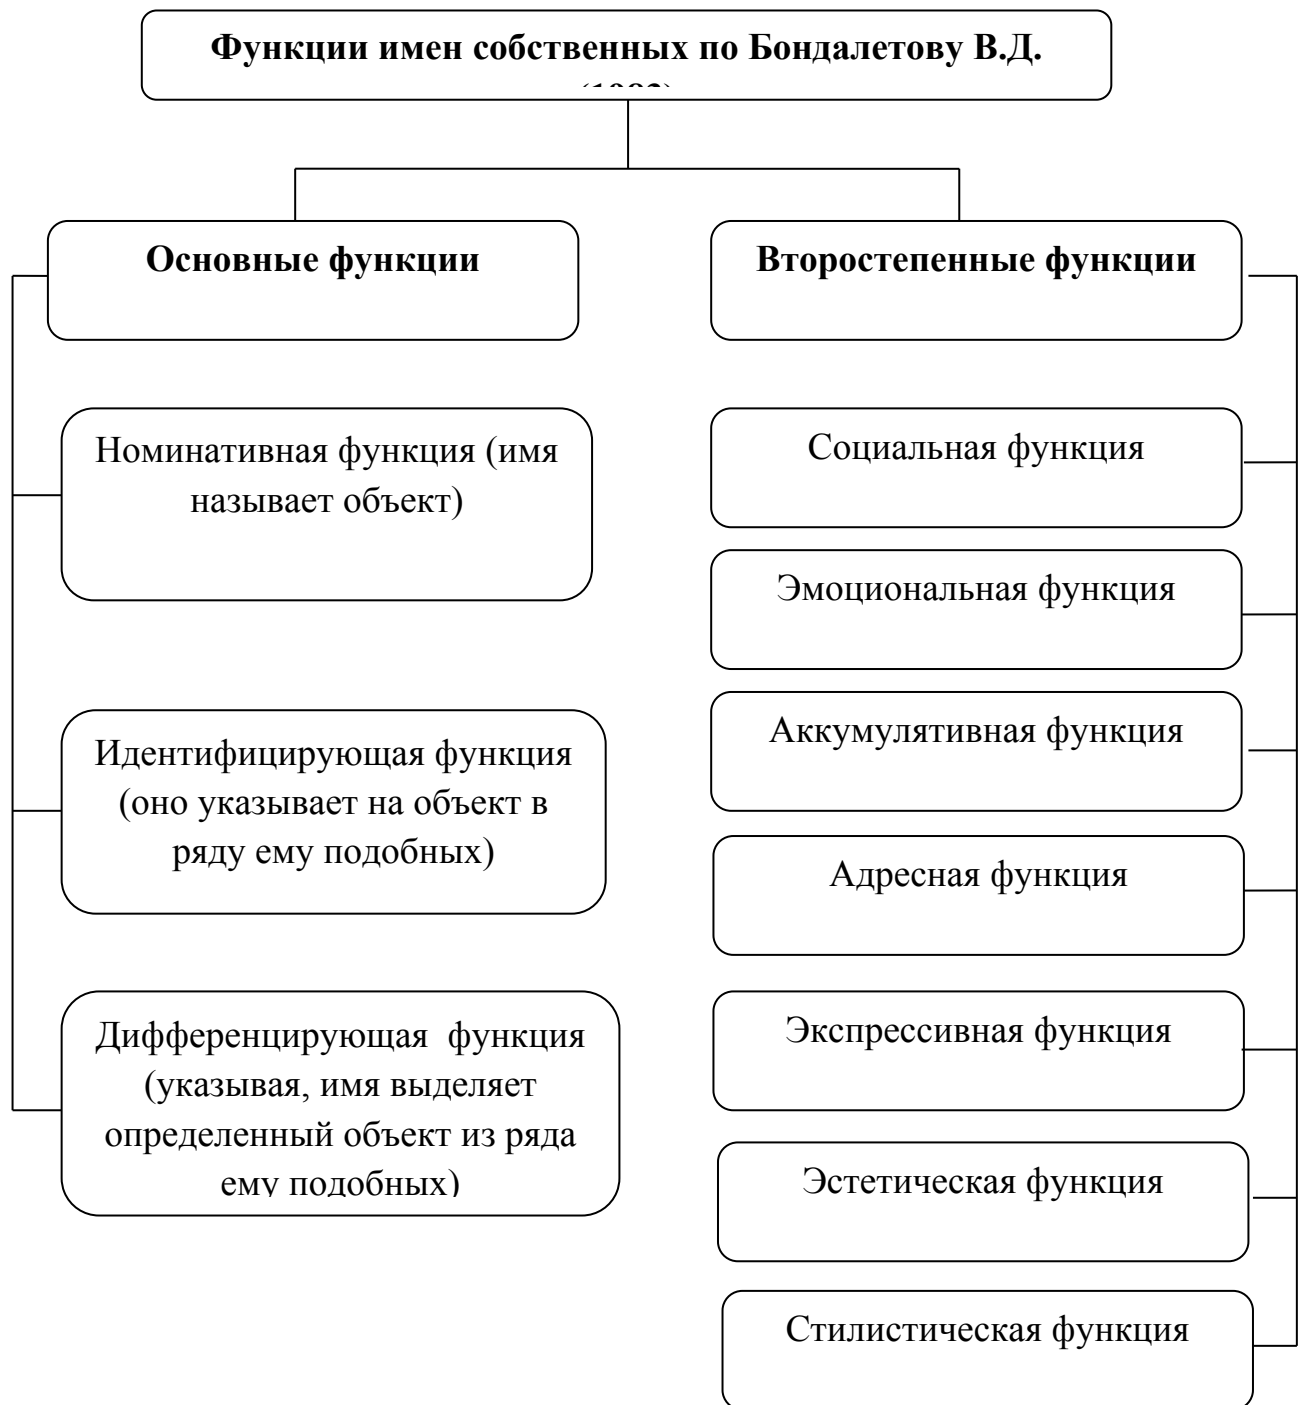 Функции имен собственных по Бондалетову В.Д.
Основные функции
Номинативная функция (имя
называет объект)
Идентифицирующая функция
(оно указывает на объект в
ряду ему подобных)
Дифференцирующая функция
(указывая, имя выделяет
определенный объект из ряда
ему подобных)
Второстепенные функции
Социальная функция
Эмоциональная функция
Аккумулятивная функция
Адресная функция
Экспрессивная функция
Эстетическая функция
Стилистическая функция